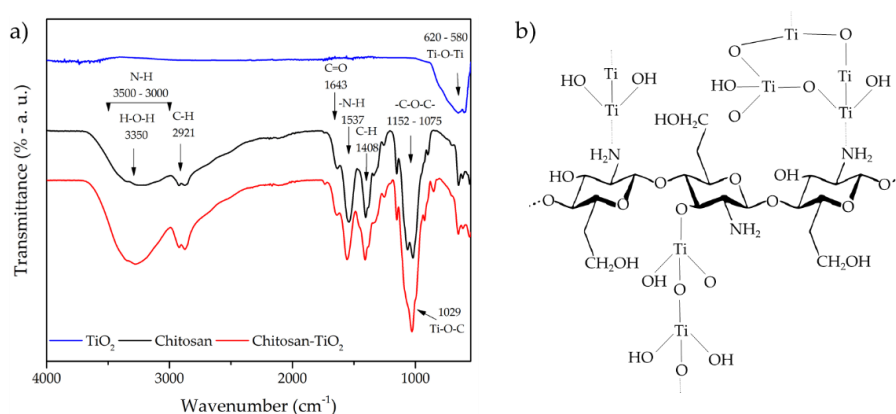 a)
620 - 580
Ti-O-Ti
N-H
3500 - 3000
H-O-H
3350
C-H
2921
C=O
1643
-N-H
1537
C-H
1408
-C-O-C-
1152 - 1075
1029
Ti-O-C
Transmittance (% - a. u.)
TiO₂
Chitosan
Chitosan-TiO₂
4000
3000
2000
1000
Wavenumber (cm⁻¹)
b)
Ti
O
O
Ti
HO
OH
Ti
HO
Ti
O
Ti
OH
O
Ti
HOH₂C
H₂N
NH₂
OH
OH
O
O
O
O
O
O
O
O
NH₂
CH₂OH
CH₂OH
Ti
OH
O
O
Ti
HO
OH
O